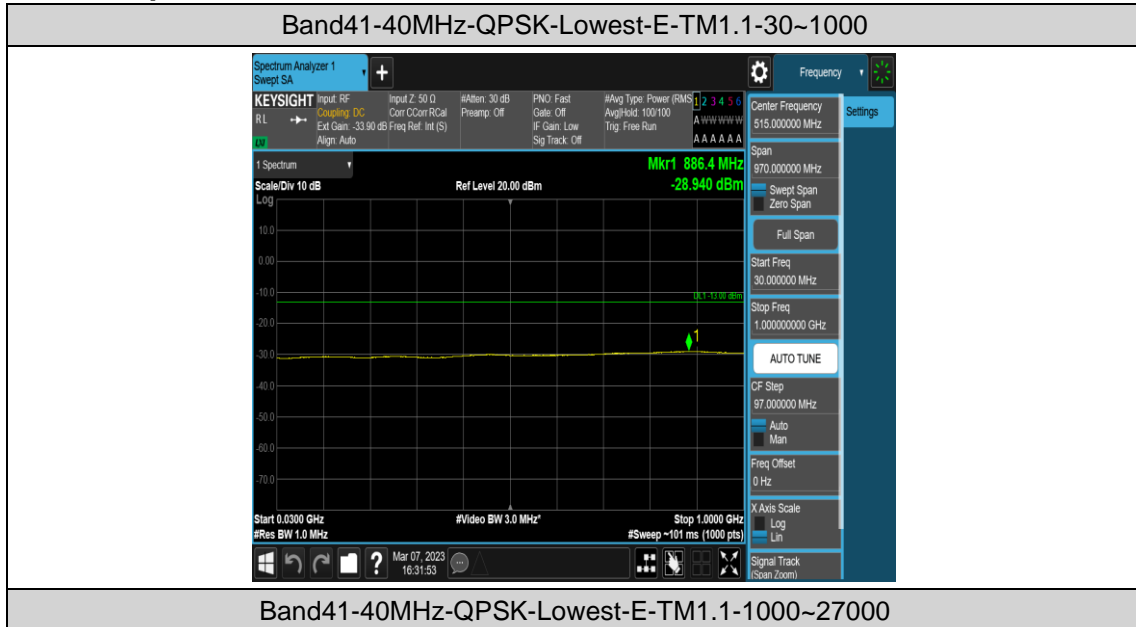 Band41-40MHz-QPSK-Lowest-E-TM1.1-30~1000
Spectrum Analyzer 1
Swept SA
+
Frequency
KEYSIGHT
RL
Input: RF
Coupling: DC
Ext Gain: -33.90 dB
Align: Auto
Input Z: 50 Ω
Corr CCorr RCal
Freq Ref: Int (S)
#Atten: 30 dB
Preamp: Off
PNO: Fast
Gate: Off
IF Gain: Low
Sig Track: Off
#Avg Type: Power (RMS
Avg|Hold: 100/100
Trig: Free Run
1 2 3 4 5 6
A W W W W W
A A A A A A
1 Spectrum
Mkr1 886.4 MHz
-28.940 dBm
Scale/Div 10 dB
Ref Level 20.00 dBm
Log
10.0
0.00
-10.0
DL1 -13.00 dBm
-20.0
1
-30.0
-40.0
-50.0
-60.0
-70.0
Start 0.0300 GHz
#Video BW 3.0 MHz*
Stop 1.0000 GHz
#Res BW 1.0 MHz
#Sweep ~101 ms (1000 pts)
Center Frequency
515.000000 MHz
Settings
Span
970.000000 MHz
Swept Span
Zero Span
Full Span
Start Freq
30.000000 MHz
Stop Freq
1.000000000 GHz
AUTO TUNE
CF Step
97.000000 MHz
Auto
Man
Freq Offset
0 Hz
X Axis Scale
Log
Lin
Signal Track
(Span Zoom)
?
Mar 07, 2023
16:31:53
Band41-40MHz-QPSK-Lowest-E-TM1.1-1000~27000